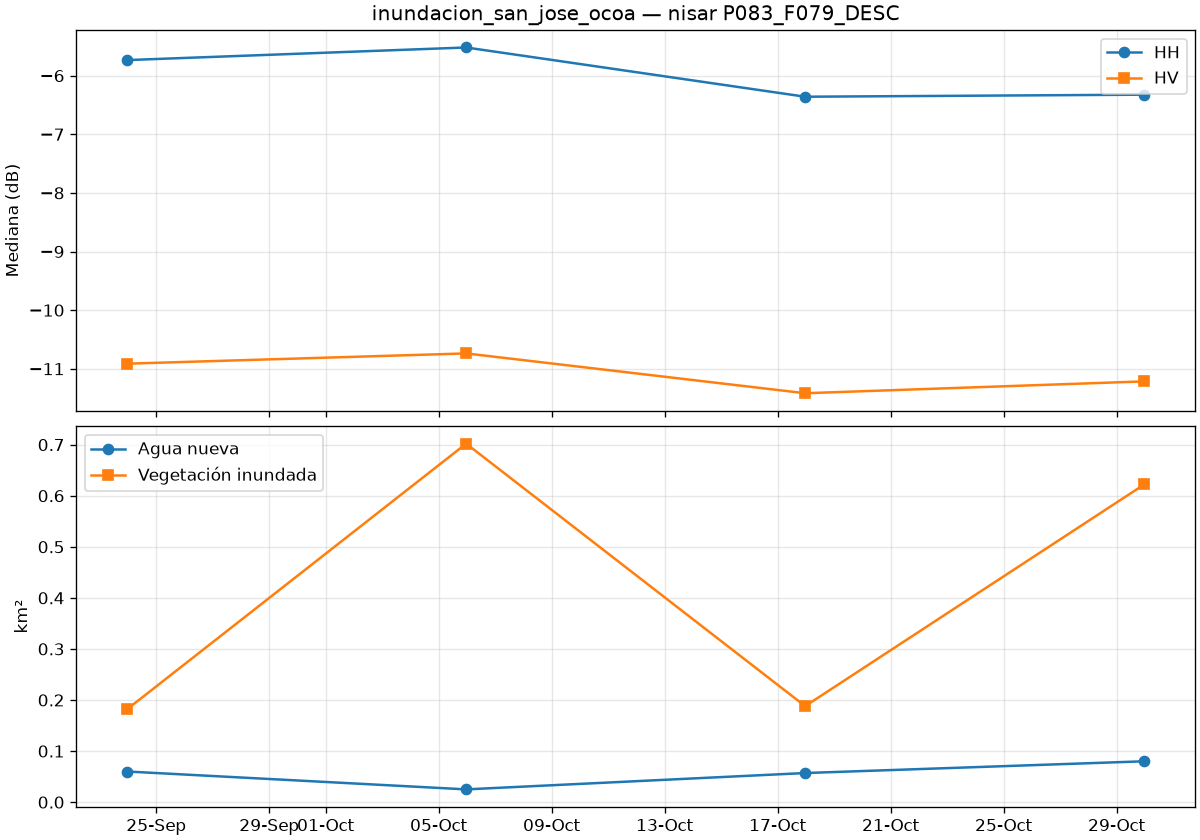 inundacion_san_jose_ocoa — nisar P083_F079_DESC
HH
HV
Mediana (dB)
−6
−7
−8
−9
−10
−11
Agua nueva
Vegetación inundada
km²
0.7
0.6
0.5
0.4
0.3
0.2
0.1
0.0
25-Sep 29-Sep 01-Oct 05-Oct 09-Oct 13-Oct 17-Oct 21-Oct 25-Oct 29-Oct